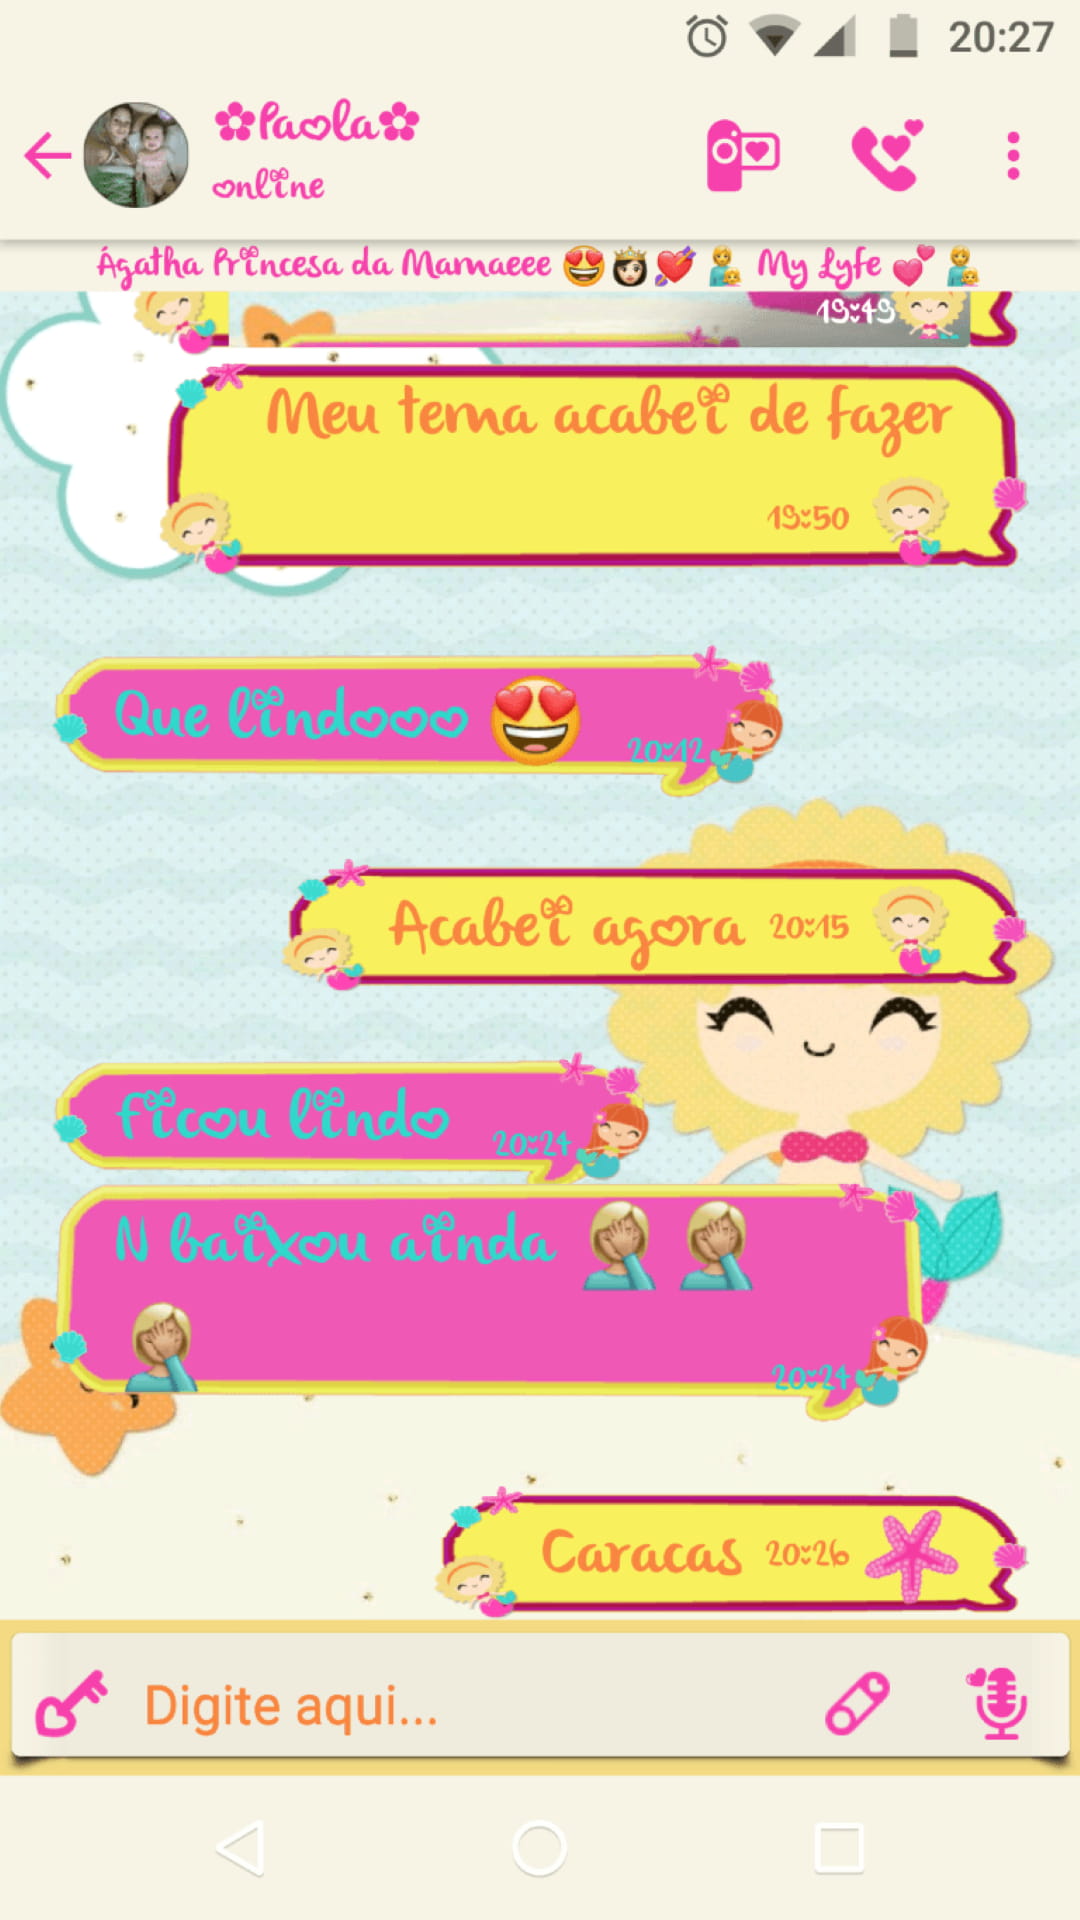 20:27
✿Paola✿
online
Ágatha Princesa da Mamaeee 😍👸🏻💘👩‍👧 My Lyfe 💕👩‍👧
19:49
Meu tema acabei de fazer
19:50
Que lindooo 😍
20:12
Acabei agora 20:15
Ficou lindo
20:24
N baixou ainda 🤦🏼‍♀️ 🤦🏼‍♀️
🤦🏼‍♀️
20:24
Caracas 20:26
Digite aqui...